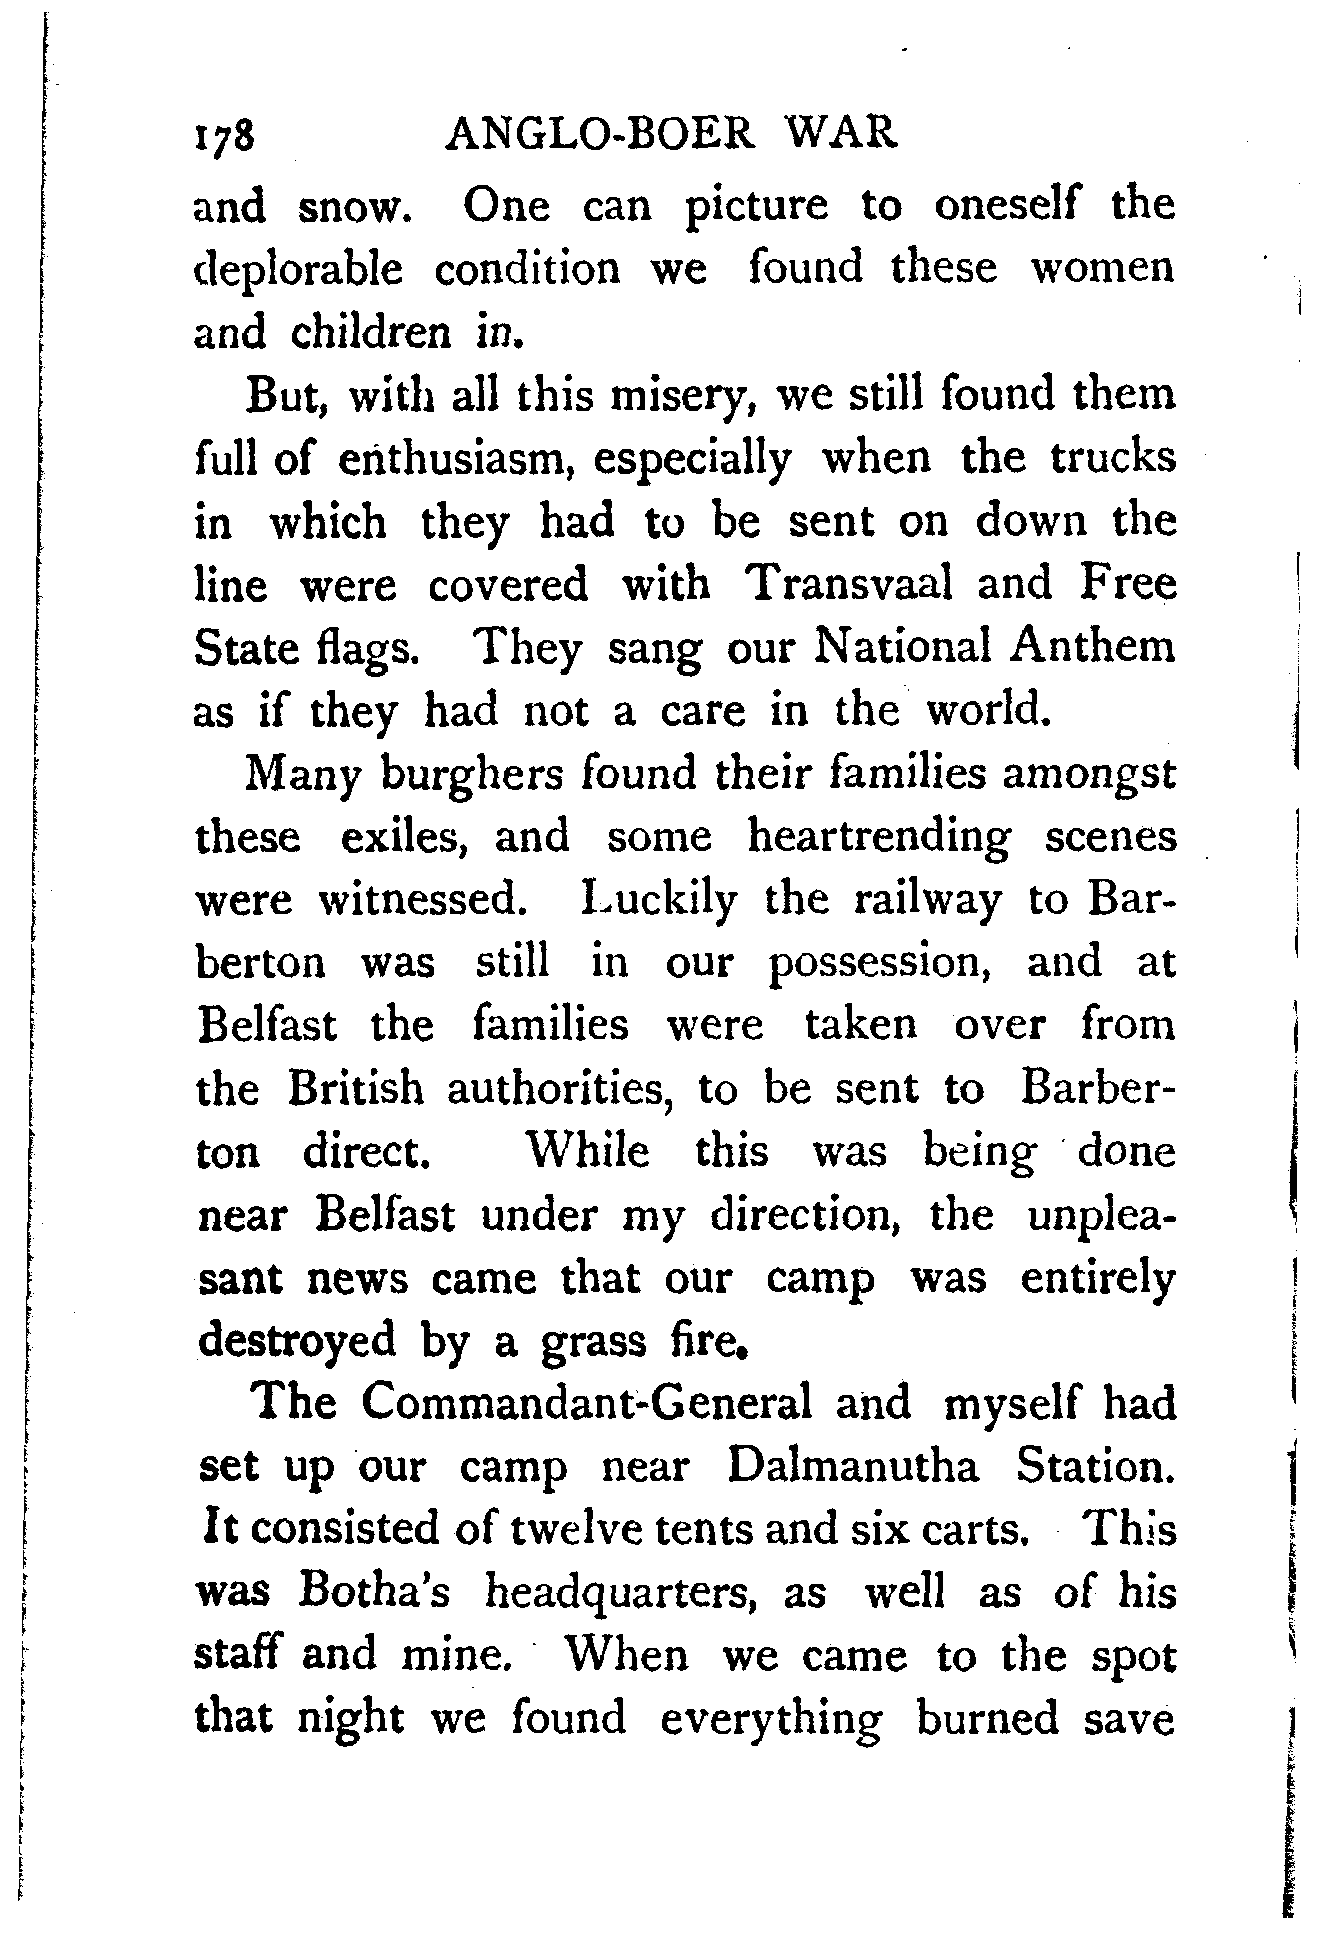 178 ANGLO-BOER WAR
and snow. One can picture to oneself the
deplorable condition we found these women
and children in.
But, with all this misery, we still found them
full of enthusiasm, especially when the trucks
in which they had to be sent on down the
line were covered with Transvaal and Free
State flags. They sang our National Anthem
as if they had not a care in the world.
Many burghers found their families amongst
these exiles, and some heartrending scenes
were witnessed. Luckily the railway to Bar-
berton was still in our possession, and at
Belfast the families were taken over from
the British authorities, to be sent to Barber-
ton direct. While this was being done
near Belfast under my direction, the unplea-
sant news came that our camp was entirely
destroyed by a grass fire.
The Commandant-General and myself had
set up our camp near Dalmanutha Station.
It consisted of twelve tents and six carts. This
was Botha's headquarters, as well as of his
staff and mine. When we came to the spot
that night we found everything burned save